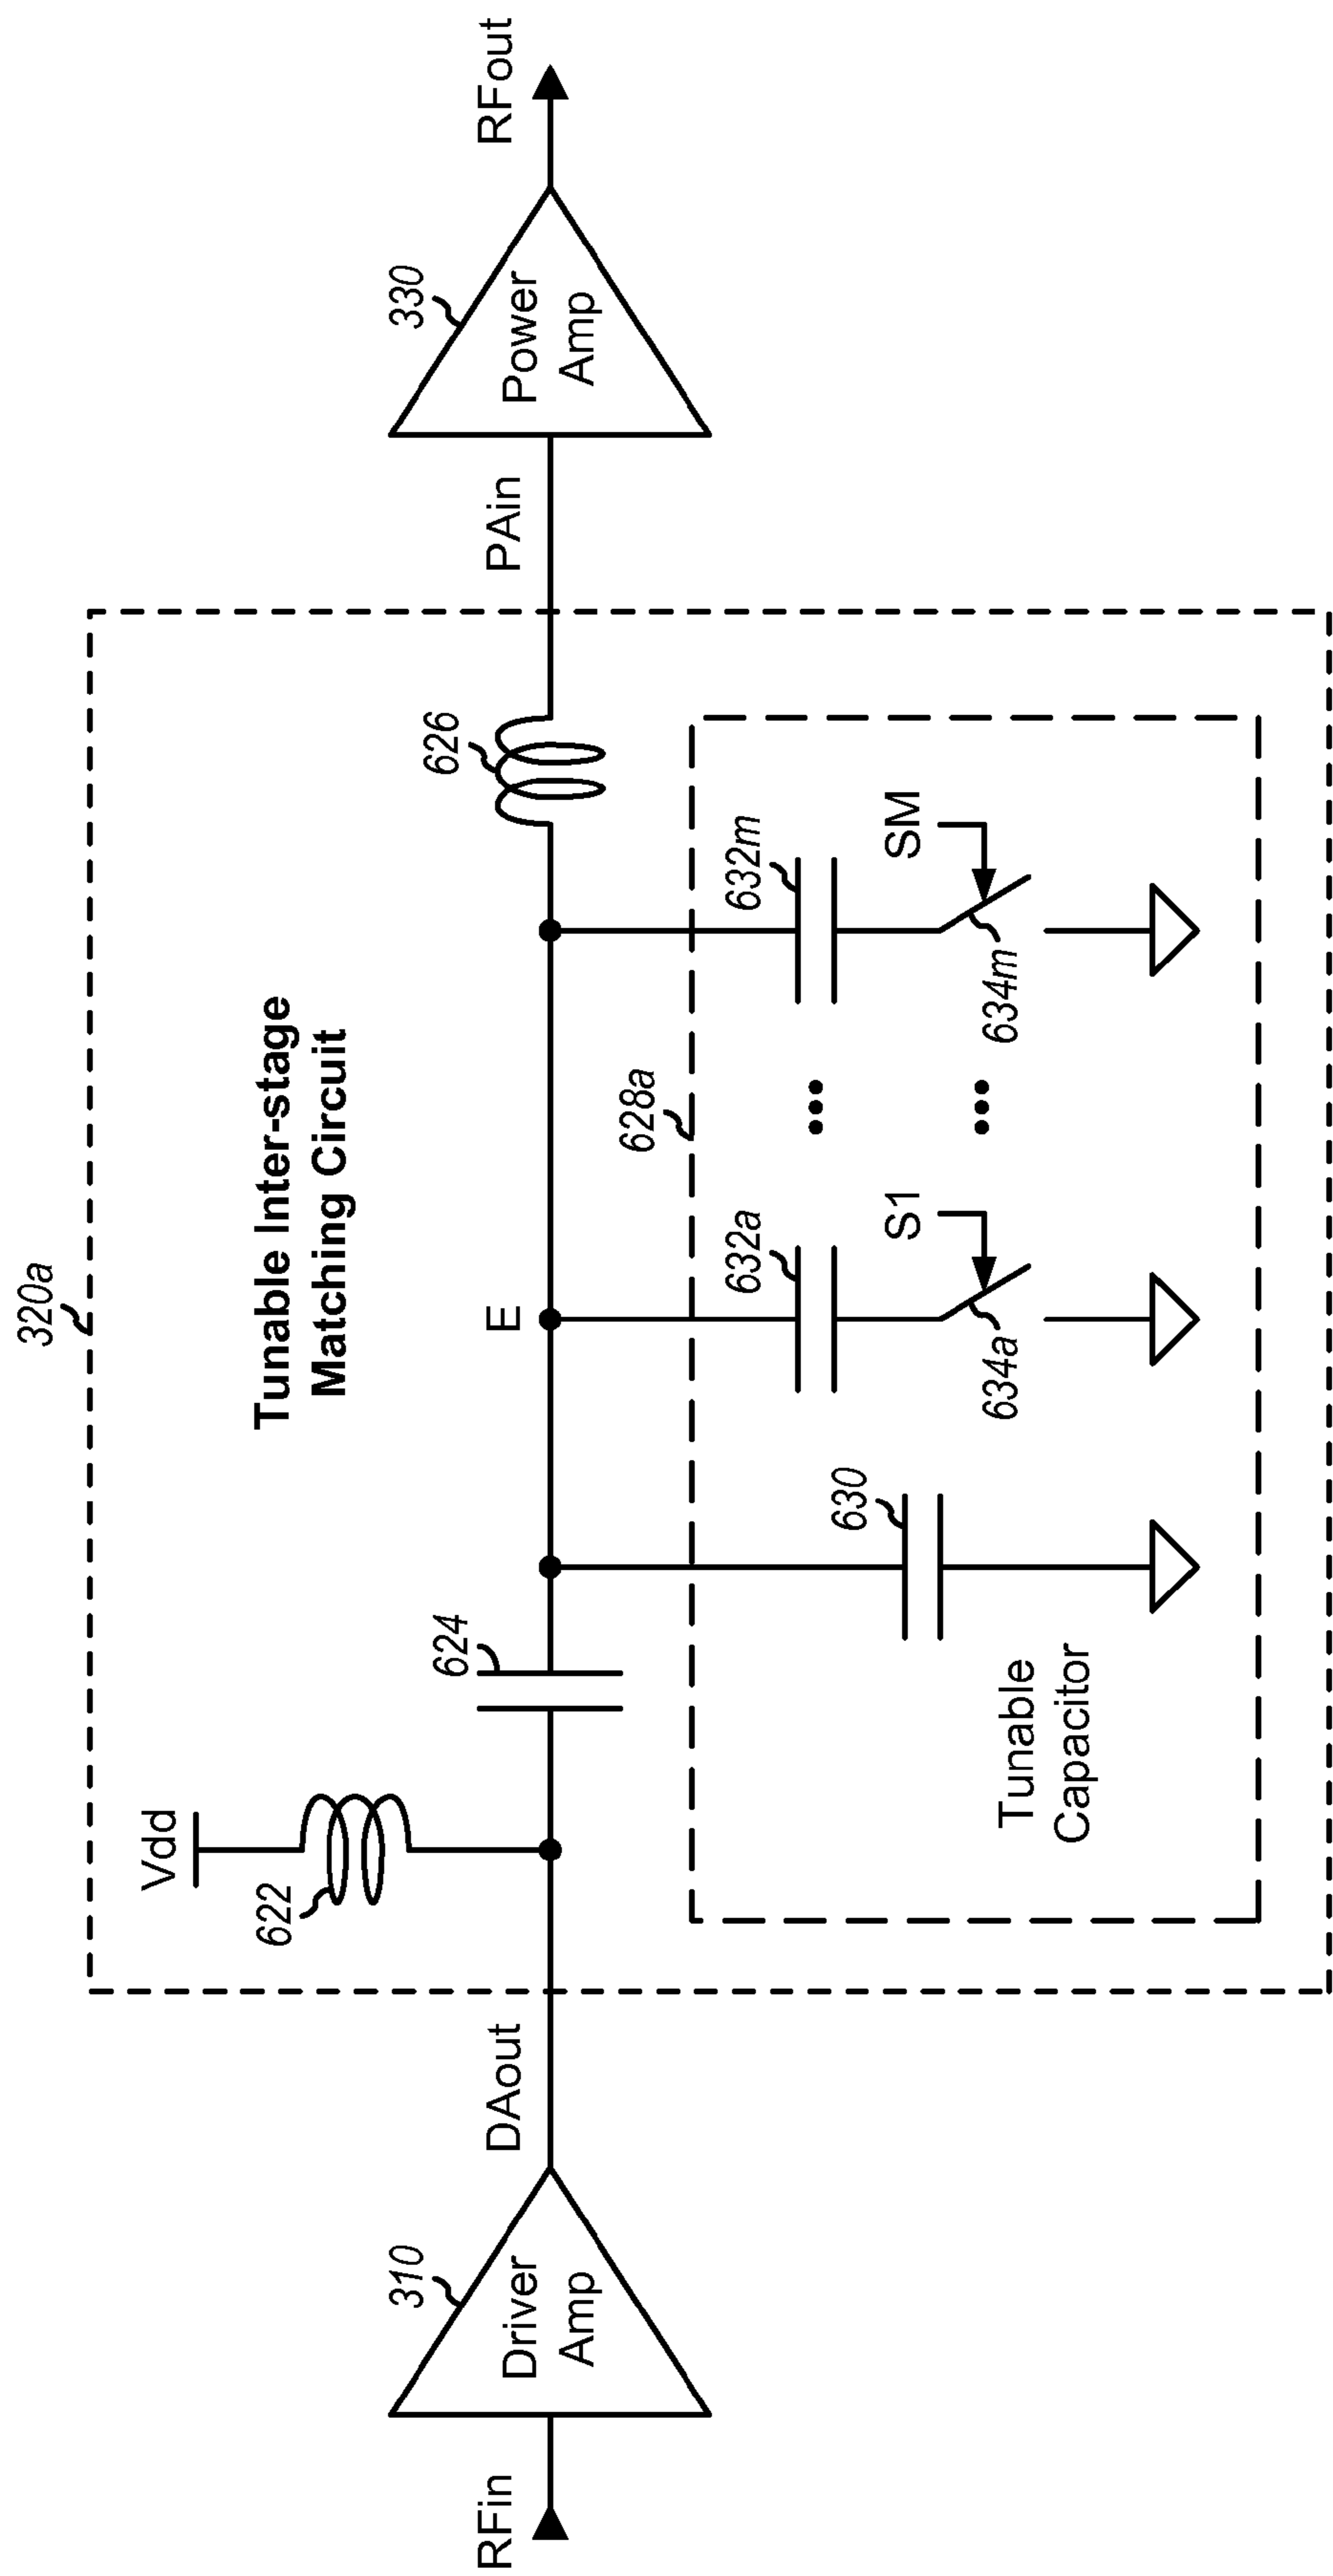 320a
Tunable Inter-stage
Matching Circuit
Vdd
622
624
E
626
310
Driver
Amp
330
Power
Amp
RFin
DAout
PAin
RFout
628a
630
632a
S1
634a
•••
•••
632m
SM
634m
Tunable
Capacitor